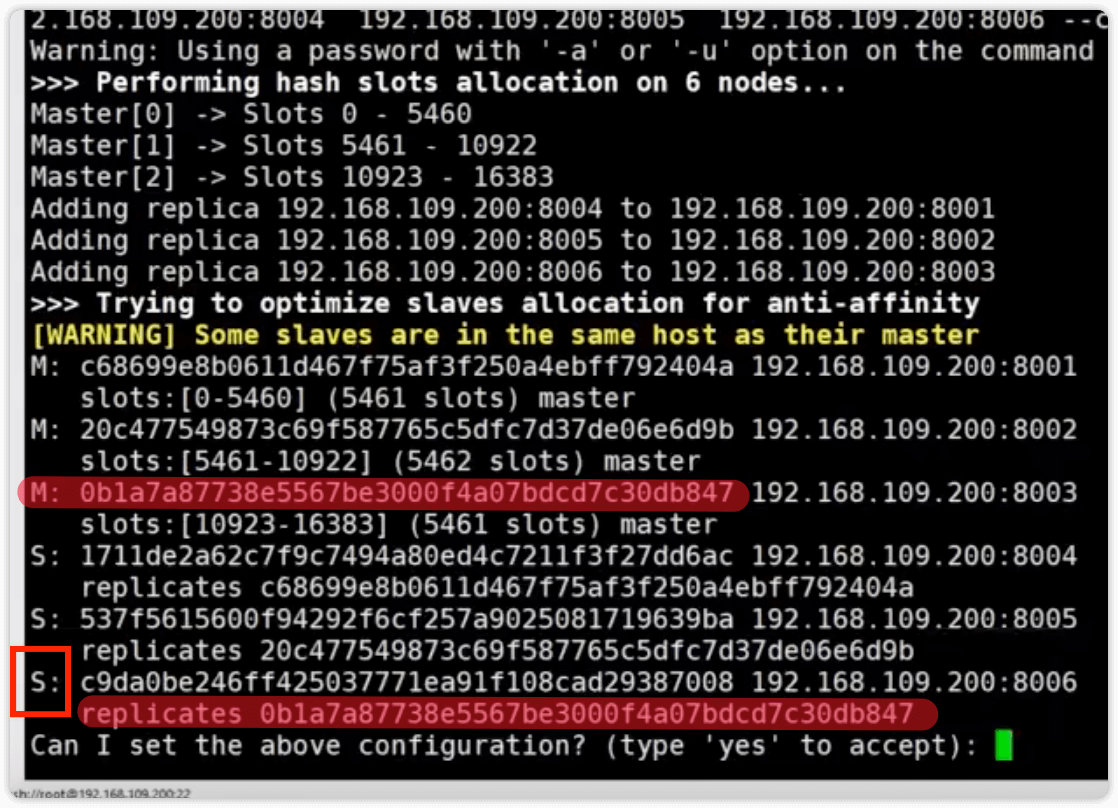 2.168.109.200:8004  192.168.109.200:8005  192.168.109.200:8006 --c
Warning: Using a password with '-a' or '-u' option on the command
>>> Performing hash slots allocation on 6 nodes...
Master[0] -> Slots 0 - 5460
Master[1] -> Slots 5461 - 10922
Master[2] -> Slots 10923 - 16383
Adding replica 192.168.109.200:8004 to 192.168.109.200:8001
Adding replica 192.168.109.200:8005 to 192.168.109.200:8002
Adding replica 192.168.109.200:8006 to 192.168.109.200:8003
>>> Trying to optimize slaves allocation for anti-affinity
[WARNING] Some slaves are in the same host as their master
M: c68699e8b0611d467f75af3f250a4ebff792404a 192.168.109.200:8001
   slots:[0-5460] (5461 slots) master
M: 20c477549873c69f587765c5dfc7d37de06e6d9b 192.168.109.200:8002
   slots:[5461-10922] (5462 slots) master
M: 0b1a7a87738e5567be3000f4a07bdcd7c30db847 192.168.109.200:8003
   slots:[10923-16383] (5461 slots) master
S: 1711de2a62c7f9c7494a80ed4c7211f3f27dd6ac 192.168.109.200:8004
   replicates c68699e8b0611d467f75af3f250a4ebff792404a
S: 537f5615600f94292f6cf257a9025081719639ba 192.168.109.200:8005
   replicates 20c477549873c69f587765c5dfc7d37de06e6d9b
S: c9da0be246ff425037771ea91f108cad29387008 192.168.109.200:8006
   replicates 0b1a7a87738e5567be3000f4a07bdcd7c30db847
Can I set the above configuration? (type 'yes' to accept):
sh://root@192.168.109.200:22